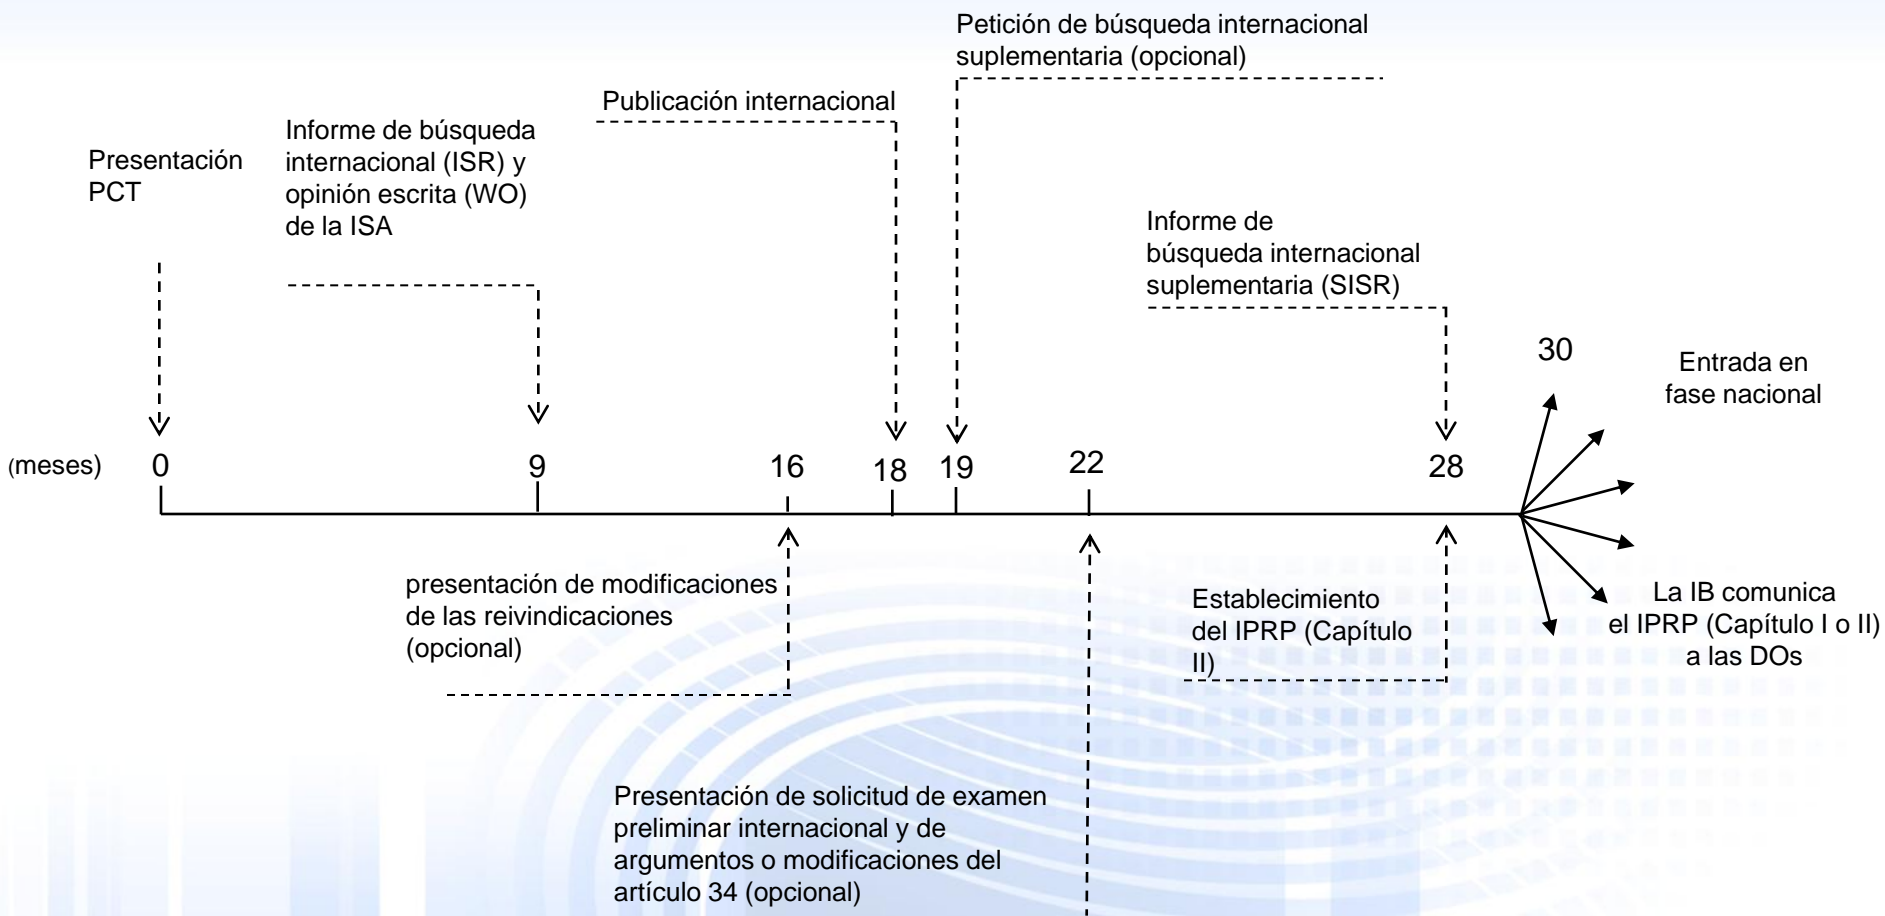 Petición de búsqueda internacional
suplementaria (opcional)
Publicación internacional
Informe de búsqueda
internacional (ISR) y
opinión escrita (WO)
de la ISA
Presentación
PCT
Informe de
búsqueda internacional
suplementaria (SISR)
30
Entrada en
fase nacional
(meses) 0 9 16 18 19 22 28
presentación de modificaciones
de las reivindicaciones
(opcional)
Establecimiento
del IPRP (Capítulo
II)
La IB comunica
el IPRP (Capítulo I o II)
a las DOs
Presentación de solicitud de examen
preliminar internacional y de
argumentos o modificaciones del
artículo 34 (opcional)